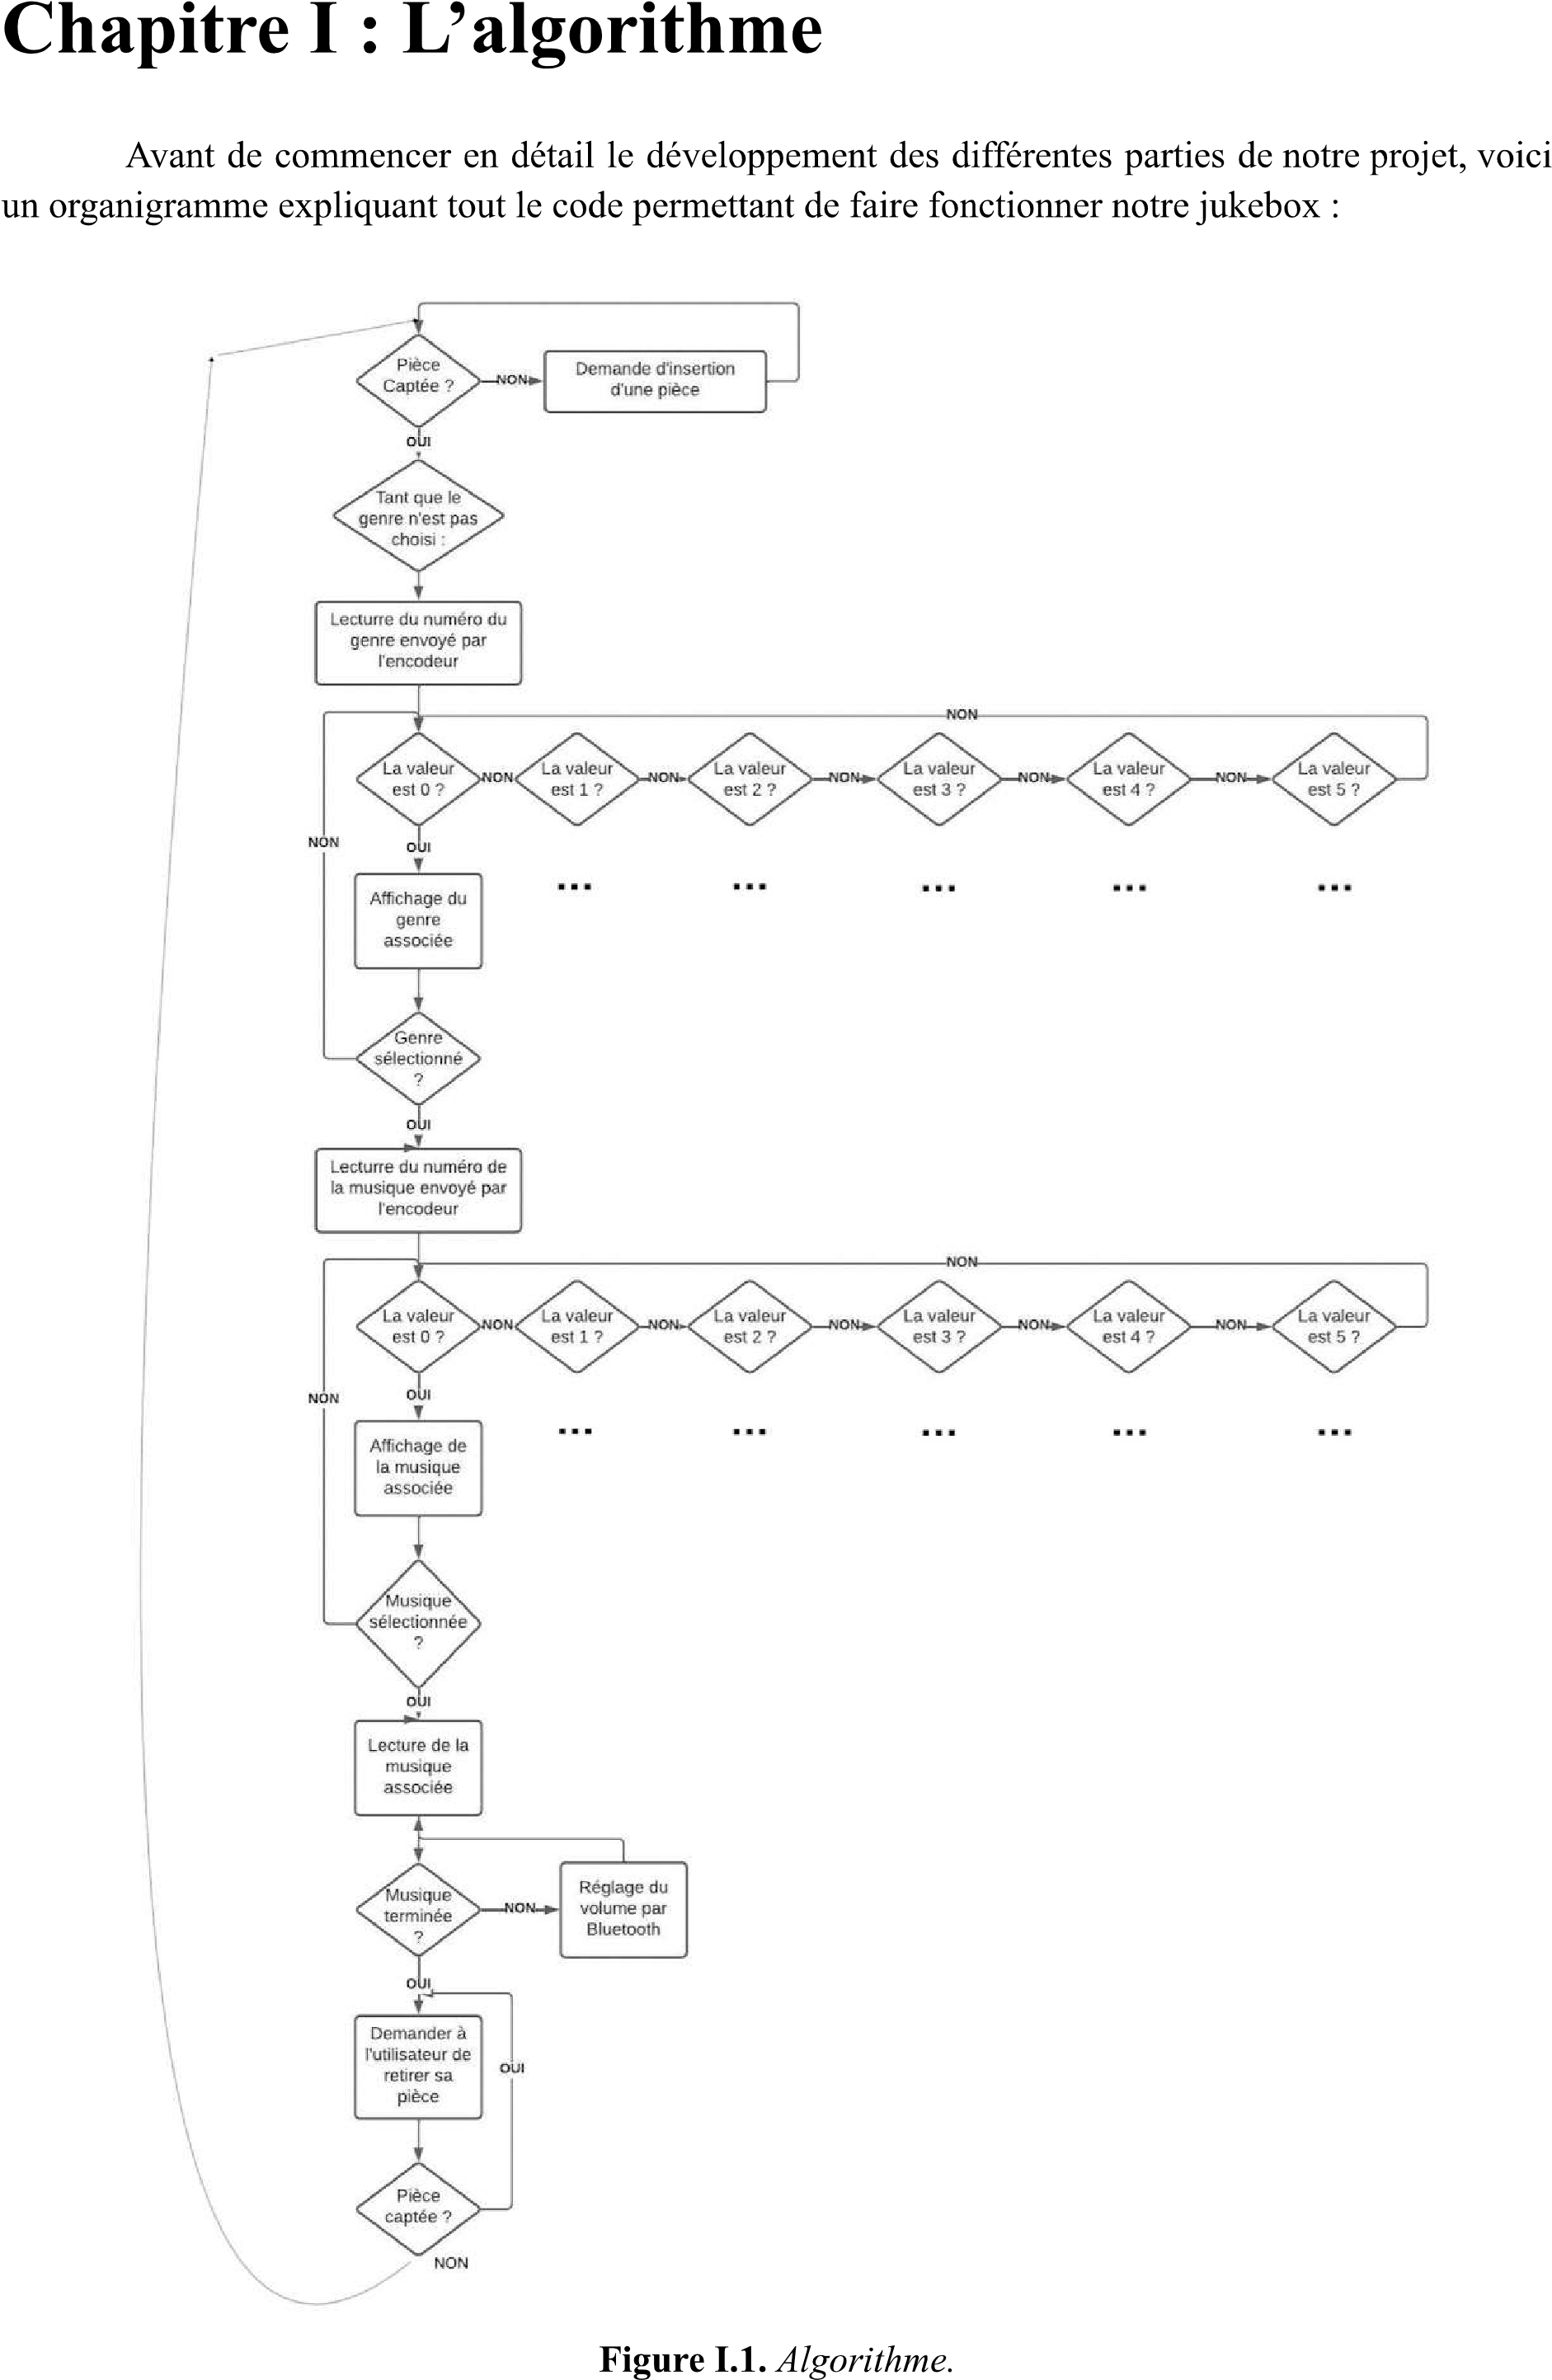 Chapitre I : L’algorithme
Avant de commencer en détail le développement des différentes parties de notre projet, voici
un organigramme expliquant tout le code permettant de faire fonctionner notre jukebox :
Pièce
Captée ?
NON
Demande d'insertion
d'une pièce
OUI
Tant que le
genre n'est pas
choisi :
Lecturre du numéro du
genre envoyé par
l'encodeur
NON
La valeur
est 0 ?
NON
La valeur
est 1 ?
NON
La valeur
est 2 ?
NON
La valeur
est 3 ?
NON
La valeur
est 4 ?
NON
La valeur
est 5 ?
NON
OUI
Affichage du
genre
associée
... ... ... ... ...
Genre
sélectionné
?
OUI
Lecturre du numéro de
la musique envoyé par
l'encodeur
NON
La valeur
est 0 ?
NON
La valeur
est 1 ?
NON
La valeur
est 2 ?
NON
La valeur
est 3 ?
NON
La valeur
est 4 ?
NON
La valeur
est 5 ?
NON
OUI
Affichage de
la musique
associée
... ... ... ... ...
Musique
sélectionnée
?
OUI
Lecture de la
musique
associée
Musique
terminée
?
NON
Réglage du
volume par
Bluetooth
OUI
Demander à
l'utilisateur de
retirer sa
pièce
OUI
Pièce
captée ?
NON
Figure I.1. Algorithme.